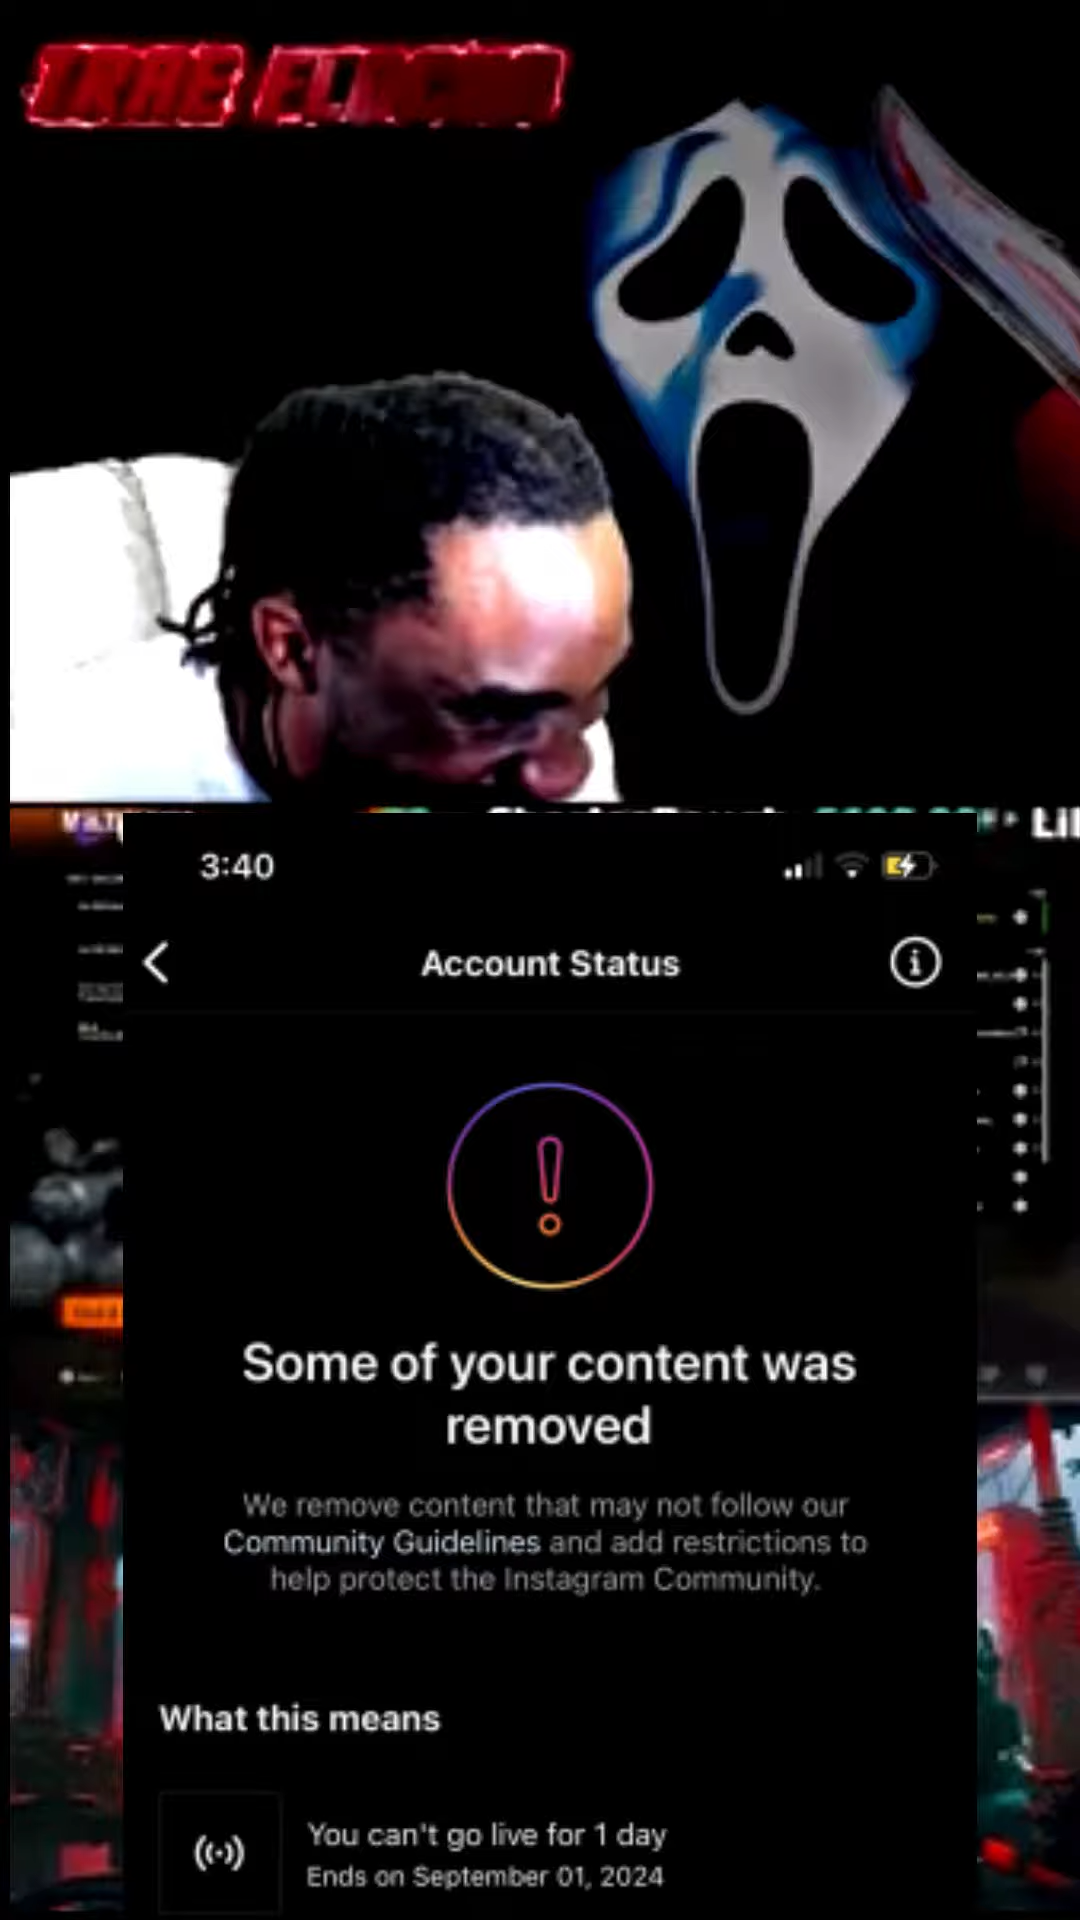 3:40
Account Status
Some of your content was
removed
We remove content that may not follow our
Community Guidelines and add restrictions to
help protect the Instagram Community.
What this means
You can't go live for 1 day
Ends on September 01, 2024